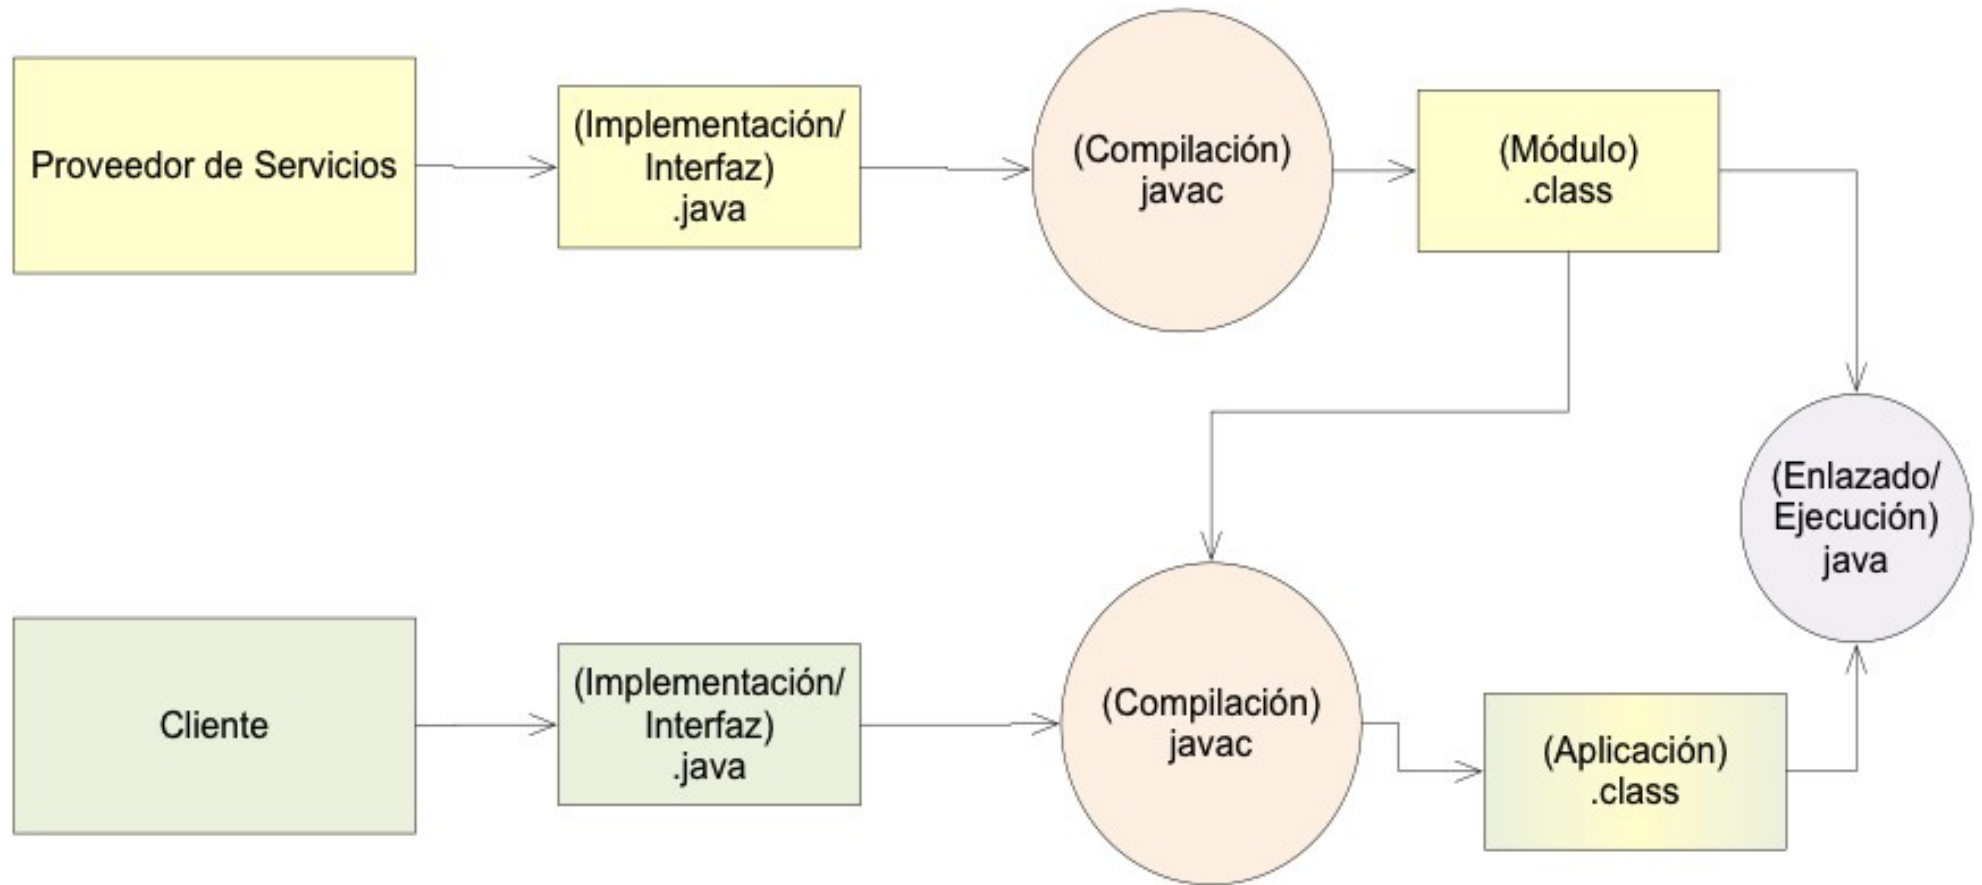 Proveedor de Servicios
(Implementación/
Interfaz)
.java
(Compilación)
javac
(Módulo)
.class
(Enlazado/
Ejecución)
java
Cliente
(Implementación/
Interfaz)
.java
(Compilación)
javac
(Aplicación)
.class